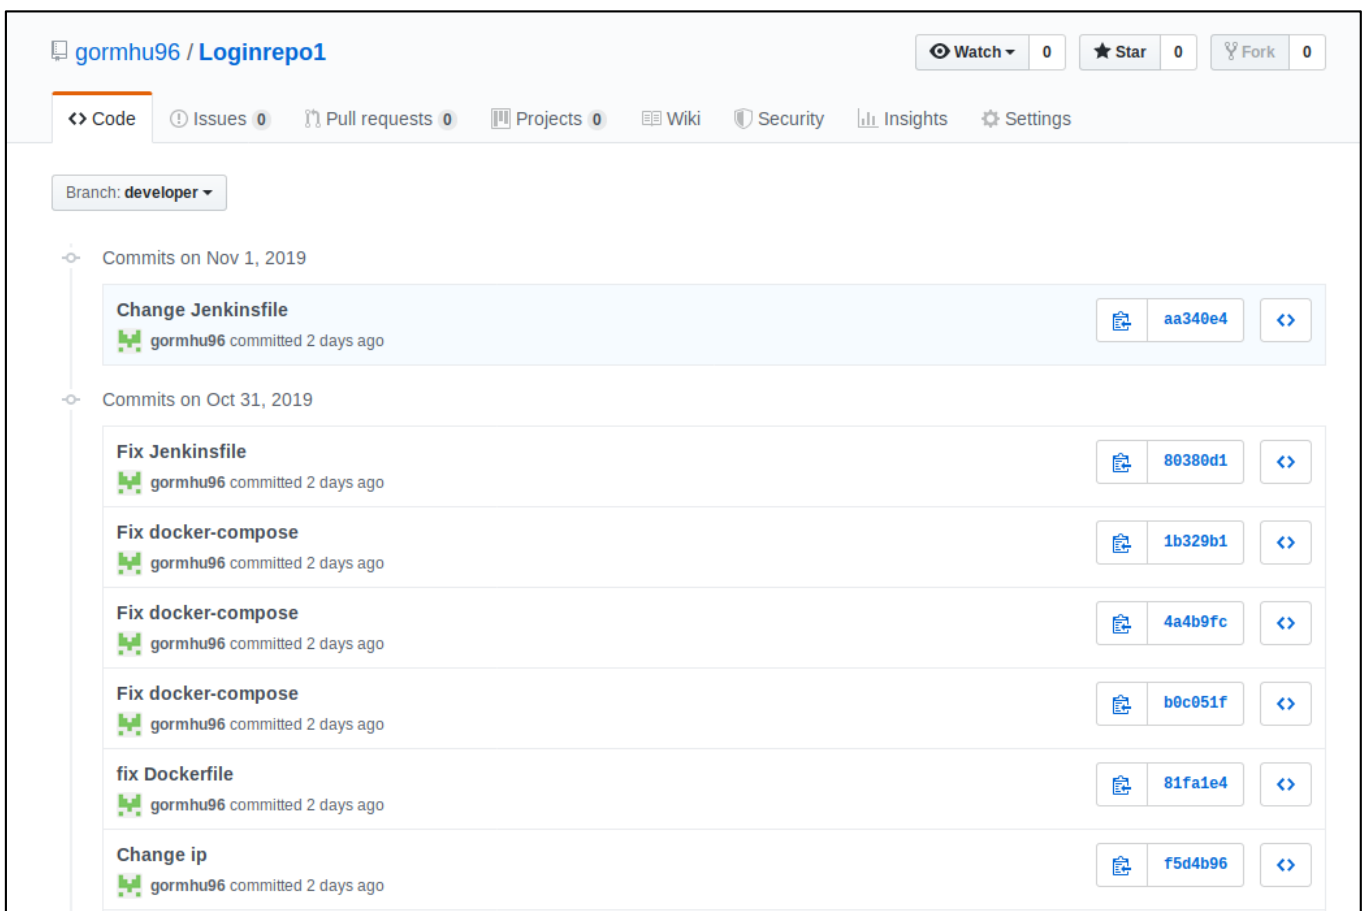 gormhu96 / Loginrepo1
Watch 0 Star 0 Fork 0
Code Issues 0 Pull requests 0 Projects 0 Wiki Security Insights Settings
Branch: developer
Commits on Nov 1, 2019
Change Jenkinsfile
aa340e4
gormhu96 committed 2 days ago
Commits on Oct 31, 2019
Fix Jenkinsfile
80380d1
gormhu96 committed 2 days ago
Fix docker-compose
1b329b1
gormhu96 committed 2 days ago
Fix docker-compose
4a4b9fc
gormhu96 committed 2 days ago
Fix docker-compose
b0c051f
gormhu96 committed 2 days ago
fix Dockerfile
81fa1e4
gormhu96 committed 2 days ago
Change ip
f5d4b96
gormhu96 committed 2 days ago